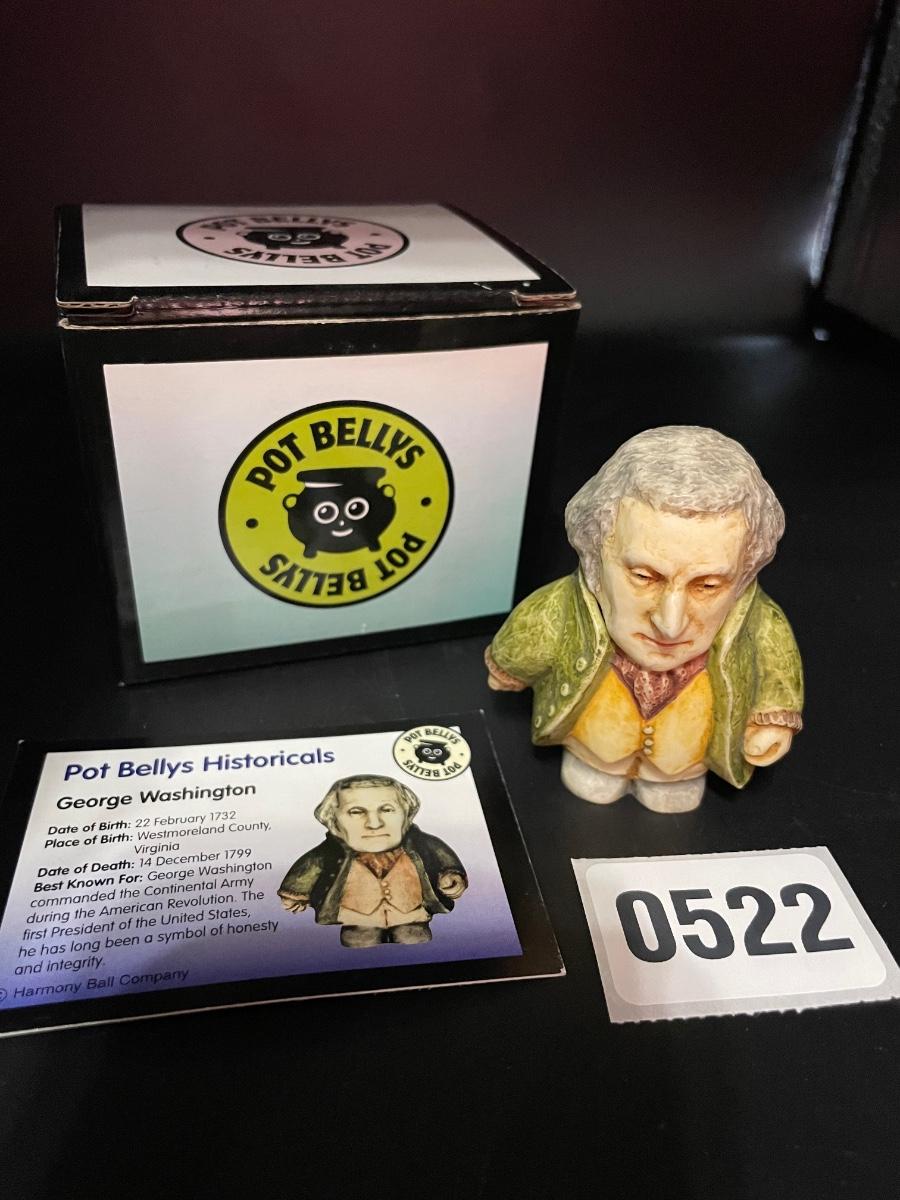 POT BELLYS
POT BELLYS
POT BELLYS
POT BELLYS
Pot Bellys Historicals
POT BELLYS
POT BELLYS
George Washington
Date of Birth: 22 February 1732
Place of Birth: Westmoreland County,
Virginia
Date of Death: 14 December 1799
Best Known For: George Washington
commanded the Continental Army
during the American Revolution. The
first President of the United States,
he has long been a symbol of honesty
and integrity.
© Harmony Ball Company
0522